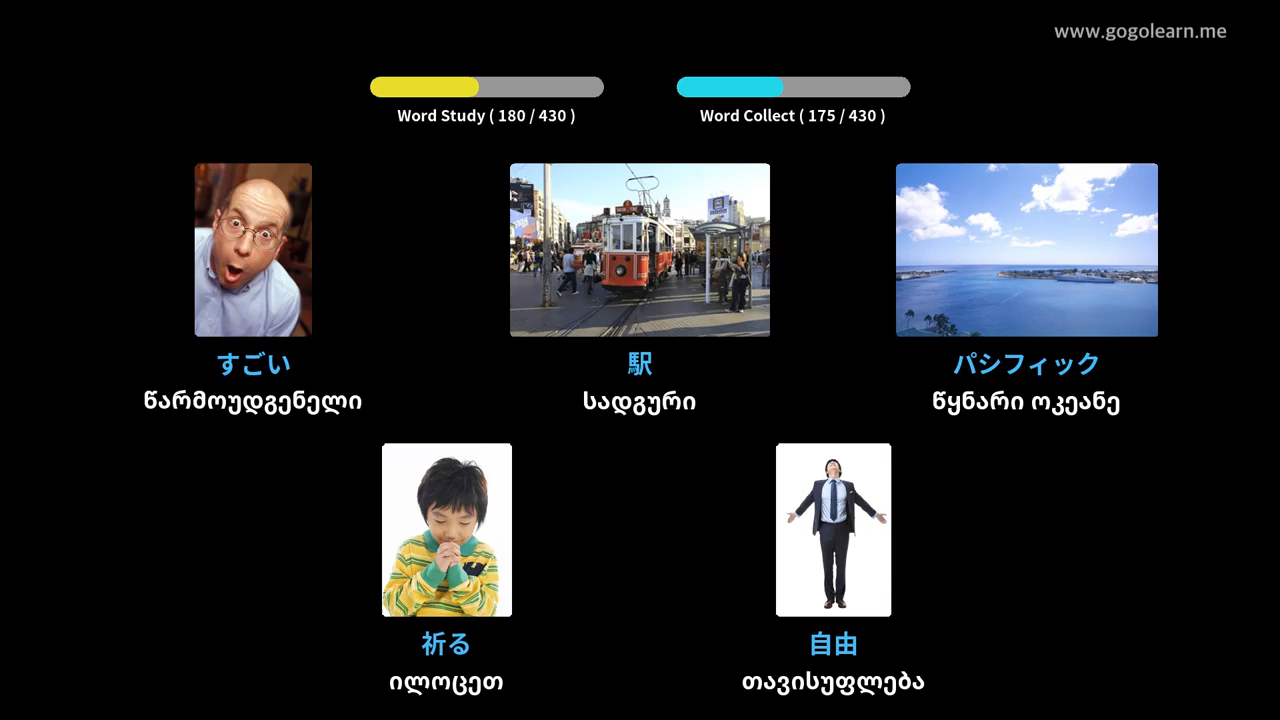 www.gogolearn.me
Word Study ( 180 / 430 )
Word Collect ( 175 / 430 )
すごい
წარმოუდგენელი
駅
სადგური
パシフィック
წყნარი ოკეანე
祈る
ილოცეთ
自由
თავისუფლება